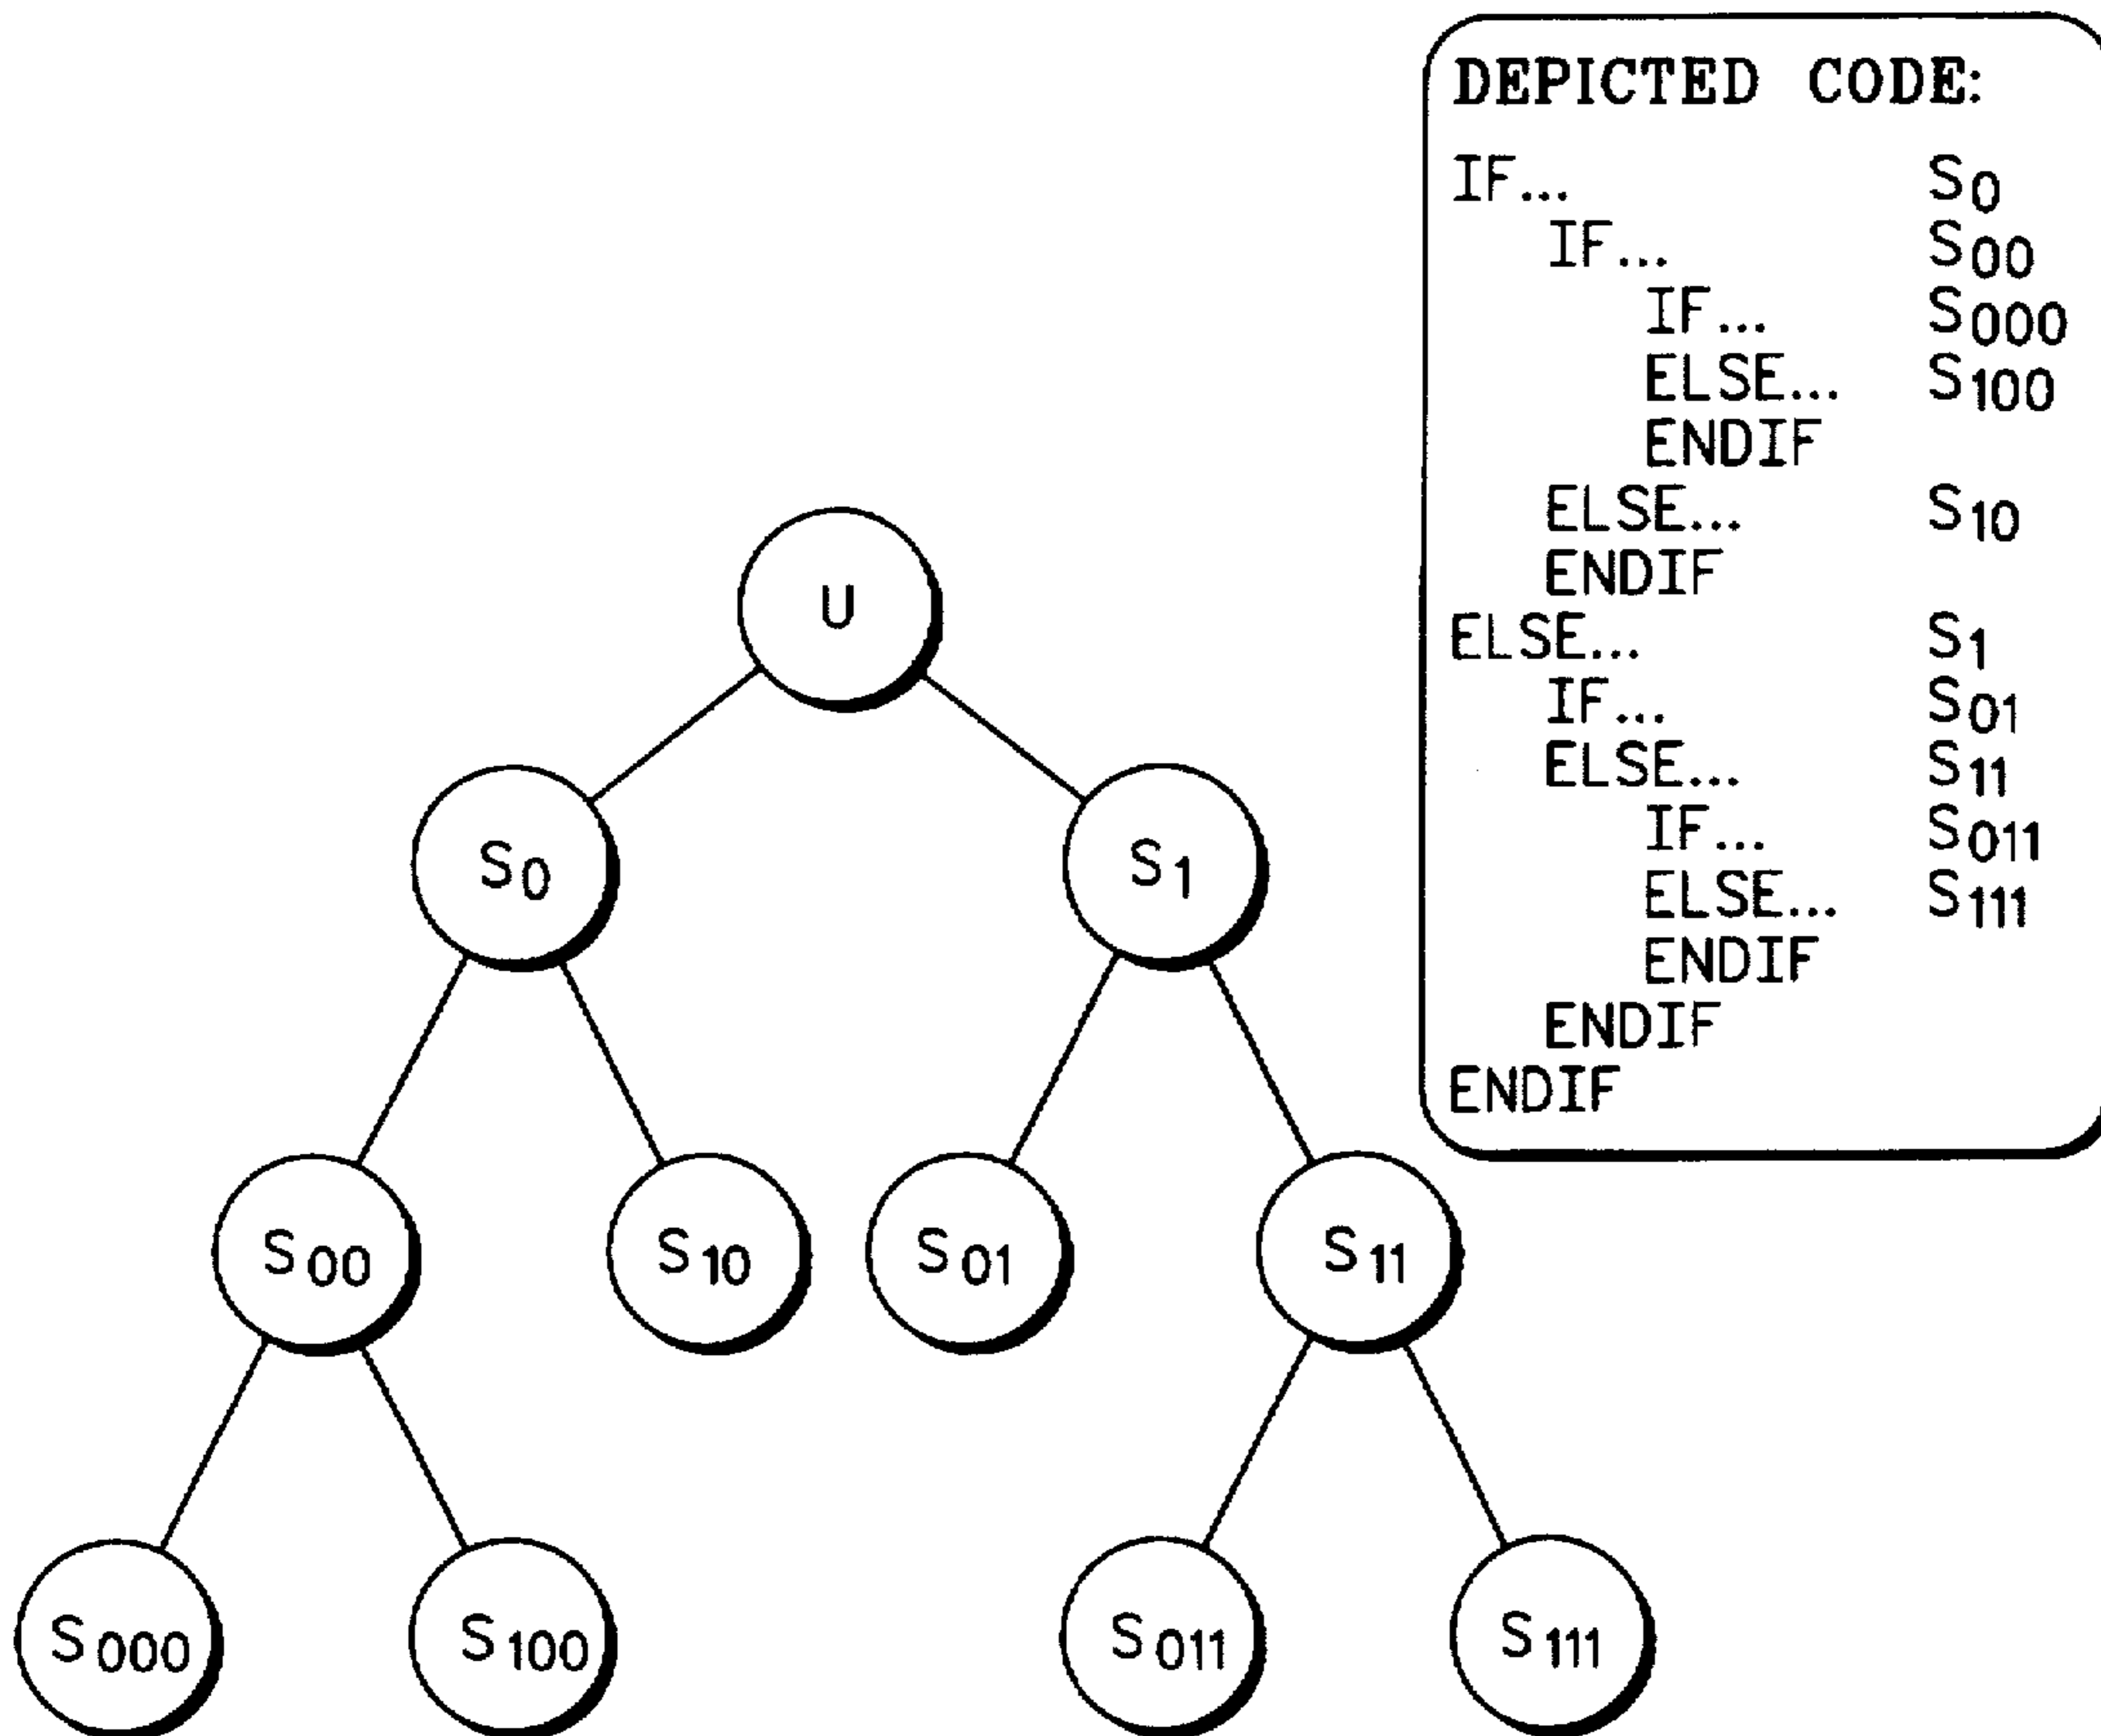 DEPICTED CODE:
IF... S0
IF... S00
IF... S000
ELSE... S100
ENDIF
ELSE... S10
ENDIF
ELSE... S1
IF... S01
ELSE... S11
IF... S011
ELSE... S111
ENDIF
ENDIF
ENDIF
U
S0 S1
S00 S10 S01 S11
S000 S100 S011 S111